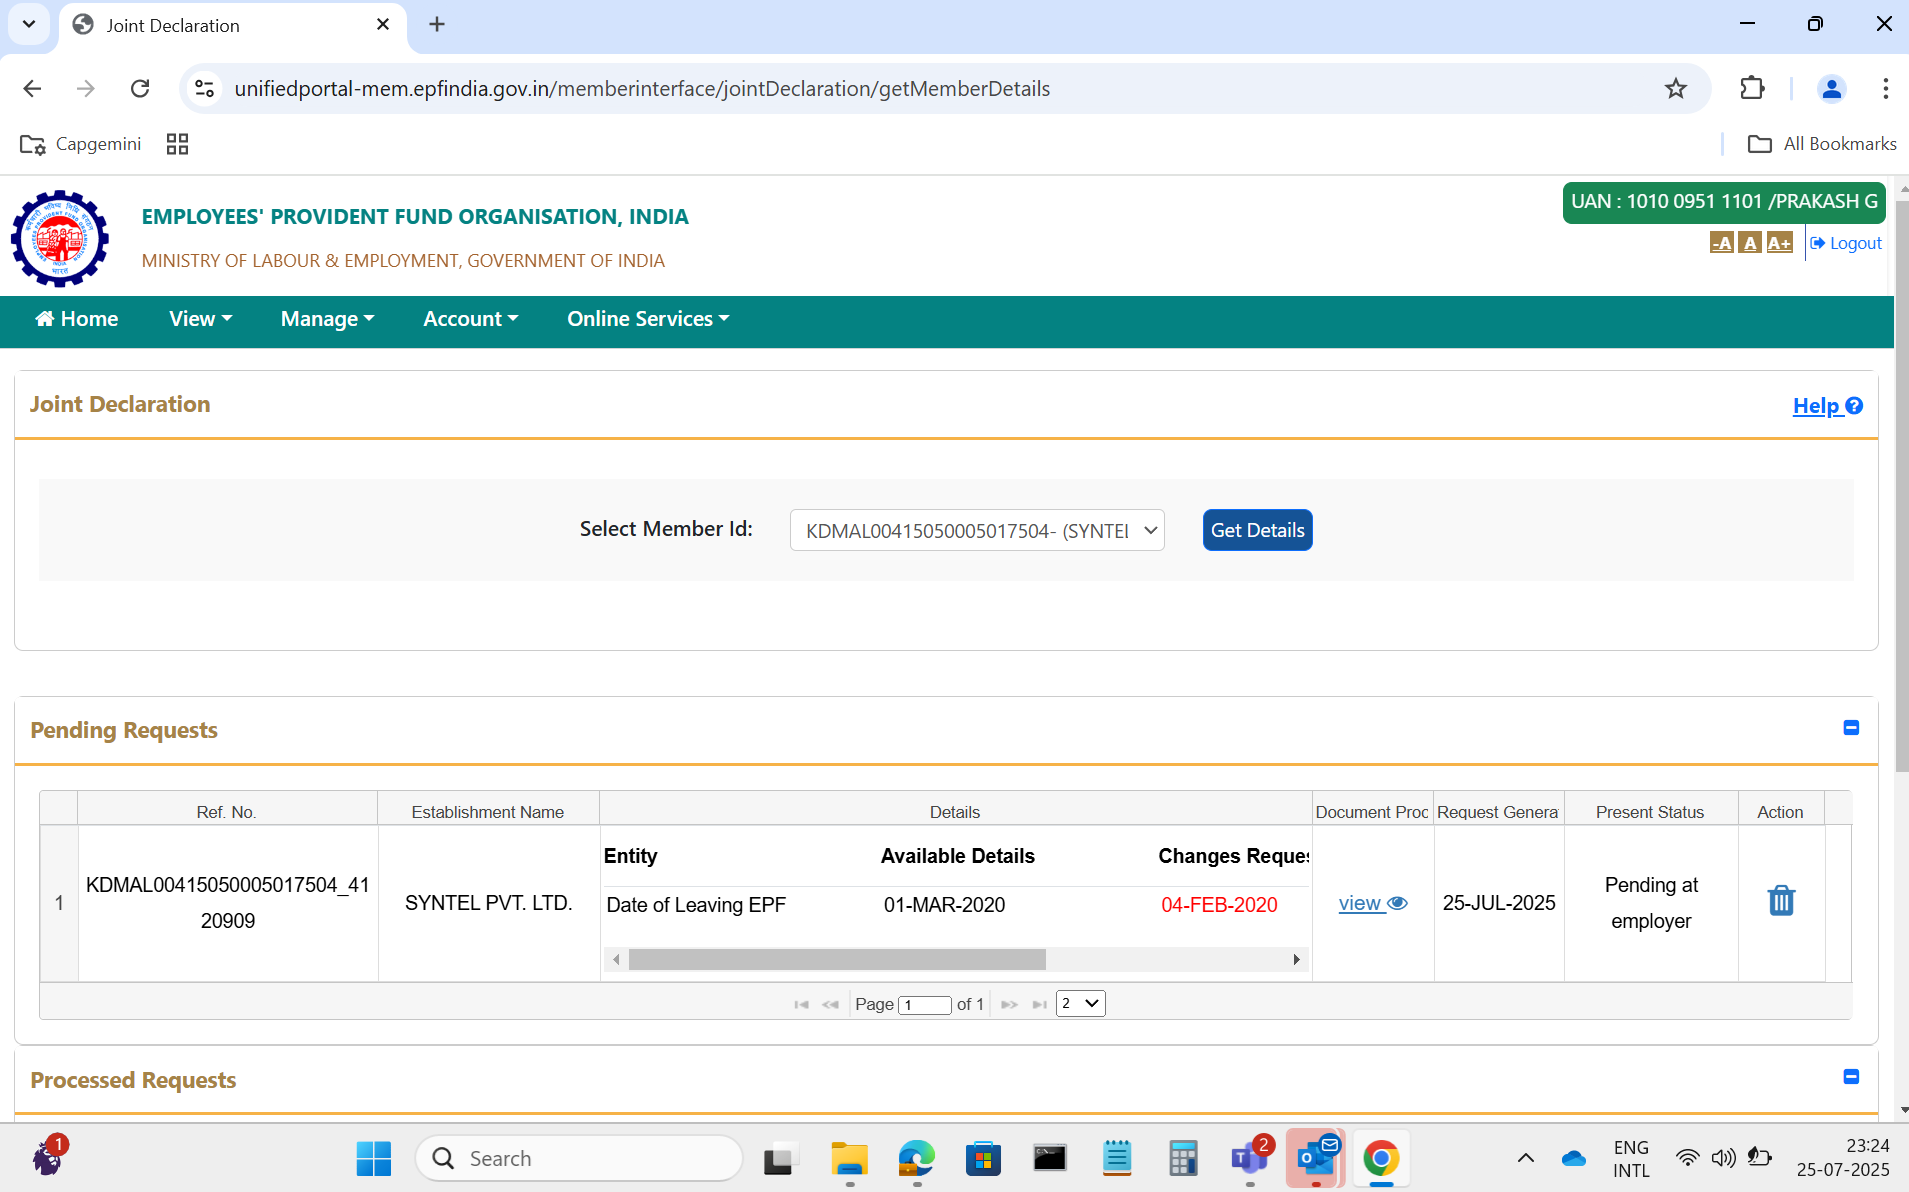 Joint Declaration
unifiedportal-mem.epfindia.gov.in/memberinterface/jointDeclaration/getMemberDetails
Capgemini
All Bookmarks
EMPLOYEES' PROVIDENT FUND ORGANISATION, INDIA
MINISTRY OF LABOUR & EMPLOYMENT, GOVERNMENT OF INDIA
UAN : 1010 0951 1101 /PRAKASH G
-A A A+ Logout
Home View Manage Account Online Services
Joint Declaration
Help
Select Member Id: KDMAL00415050005017504- (SYNTEL Get Details
Pending Requests
Ref. No. Establishment Name Details Document Proc Request Genera Present Status Action
Entity Available Details Changes Reques
1 KDMAL00415050005017504_41
20909
SYNTEL PVT. LTD.
Date of Leaving EPF 01-MAR-2020 04-FEB-2020
view
25-JUL-2025
Pending at
employer
Page 1 of 1 2
Processed Requests
1
Search
2
ENG
INTL
23:24
25-07-2025